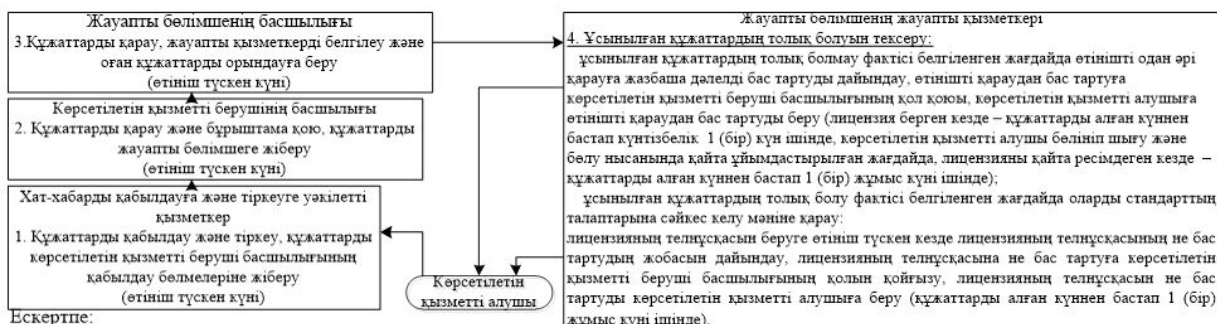 Жауапты бөлімшенің басшылығы
3.Құжаттарды қарау, жауапты қызметкерді белгілеу және
оған құжаттарды орындауға беру
(өтініш түскен күні)
Көрсетілетін қызметті берушінің басшылығы
2. Құжаттарды қарау және бұрыштама қою, құжаттарды
жауапты бөлімшеге жіберу
(өтініш түскен күні)
Хат-хабарды қабылдауға және тіркеуге уәкілетті
қызметкер
1. Құжаттарды қабылдау және тіркеу, құжаттарды
көрсетілетін қызметті беруші басшылығының
қабылдау бөлмелеріне жіберу
(өтініш түскен күні)
Ескертпе:
Көрсетілетін
қызметті алушы
Жауапты бөлімшенің жауапты қызметкері
4. Ұсынылған құжаттардың толық болуын тексеру:
ұсынылған құжаттардың толық болмау фактісі белгіленген жағдайда өтінішті одан әрі
қарауға жазбаша дәлелді бас тартуды дайындау, өтінішті қараудан бас тартуға
көрсетілетін қызметті беруші басшылығының қол қоюы, көрсетілетін қызметті алушыға
өтінішті қараудан бас тартуды беру (лицензия берген кезде – құжаттарды алған күннен
бастап күнтізбелік 1 (бір) күн ішінде, көрсетілетін қызметті алушы бөлініп шығу және
бөлу нысанында қайта ұйымдастырылған жағдайда, лицензияны қайта ресімдеген кезде –
құжаттарды алған күннен бастап 1 (бір) жұмыс күні ішінде);
ұсынылған құжаттардың толық болу фактісі белгіленген жағдайда оларды стандарттың
талаптарына сәйкес келу мәніне қарау:
лицензияның телнұсқасын беруге өтініш түскен кезде лицензияның телнұсқасының не бас
тартудың жобасын дайындау, лицензияның телнұсқасына не бас тартуға көрсетілетін
қызметті беруші басшылығының қолын қойғызу, лицензияның телнұсқасын не бас
тартуды көрсетілетін қызметті алушыға беру (құжаттарды алған күннен бастап 1 (бір)
жұмыс күні ішінде).